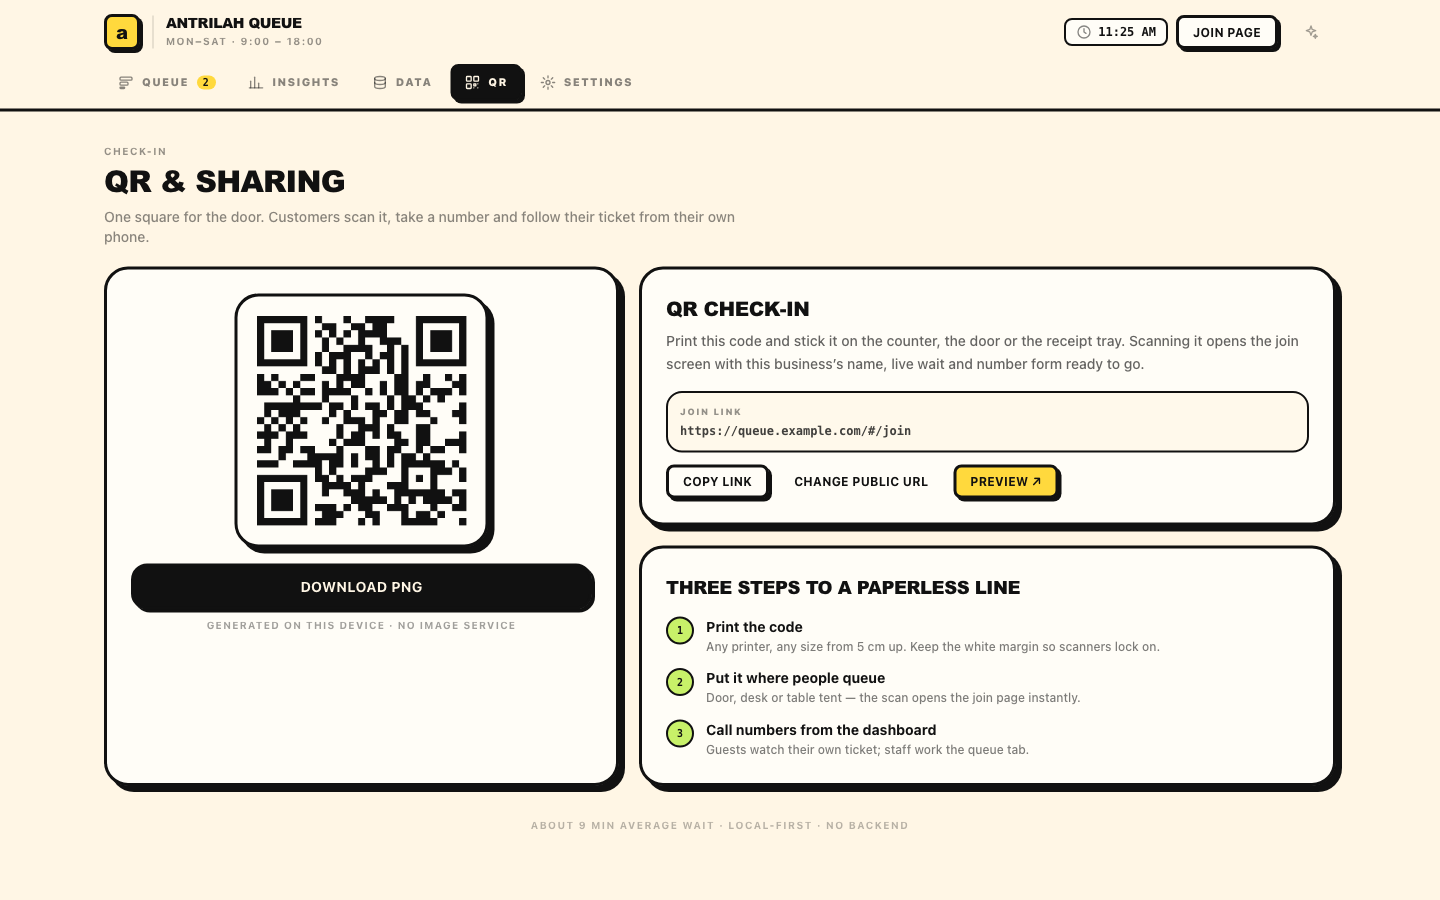 a
ANTRILAH QUEUE
MON–SAT · 9:00 – 18:00
11:25 AM
JOIN PAGE
QUEUE 2
INSIGHTS
DATA
QR
SETTINGS
CHECK-IN
QR & SHARING
One square for the door. Customers scan it, take a number and follow their ticket from their own
phone.
DOWNLOAD PNG
GENERATED ON THIS DEVICE · NO IMAGE SERVICE
QR CHECK-IN
Print this code and stick it on the counter, the door or the receipt tray. Scanning it opens the join
screen with this business’s name, live wait and number form ready to go.
JOIN LINK
https://queue.example.com/#/join
COPY LINK
CHANGE PUBLIC URL
PREVIEW ↗
THREE STEPS TO A PAPERLESS LINE
1
Print the code
Any printer, any size from 5 cm up. Keep the white margin so scanners lock on.
2
Put it where people queue
Door, desk or table tent — the scan opens the join page instantly.
3
Call numbers from the dashboard
Guests watch their own ticket; staff work the queue tab.
ABOUT 9 MIN AVERAGE WAIT · LOCAL-FIRST · NO BACKEND